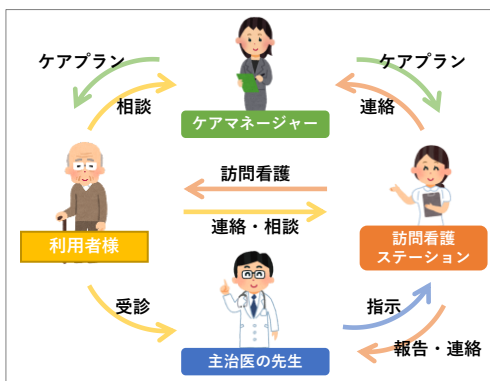 ケアプラン
ケアプラン
相談
連絡
ケアマネージャー
訪問看護
連絡・相談
利用者様
訪問看護
ステーション
受診
指示
報告・連絡
主治医の先生